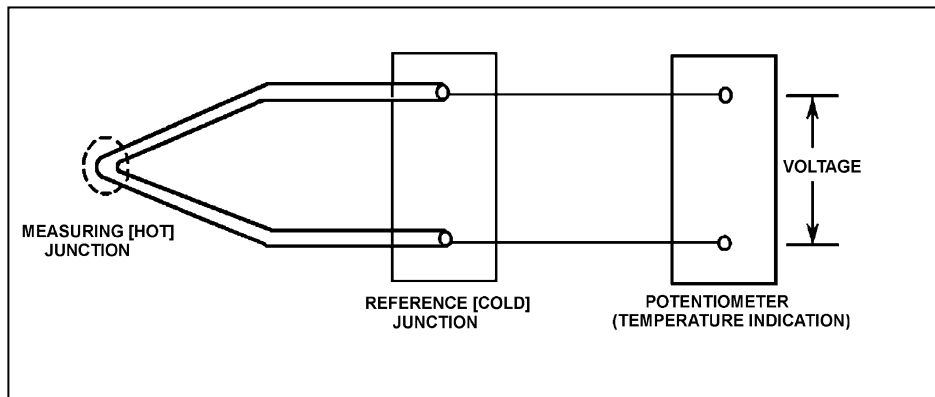 VOLTAGE
MEASURING [HOT]
JUNCTION
REFERENCE [COLD]
JUNCTION
POTENTIOMETER
(TEMPERATURE INDICATION)